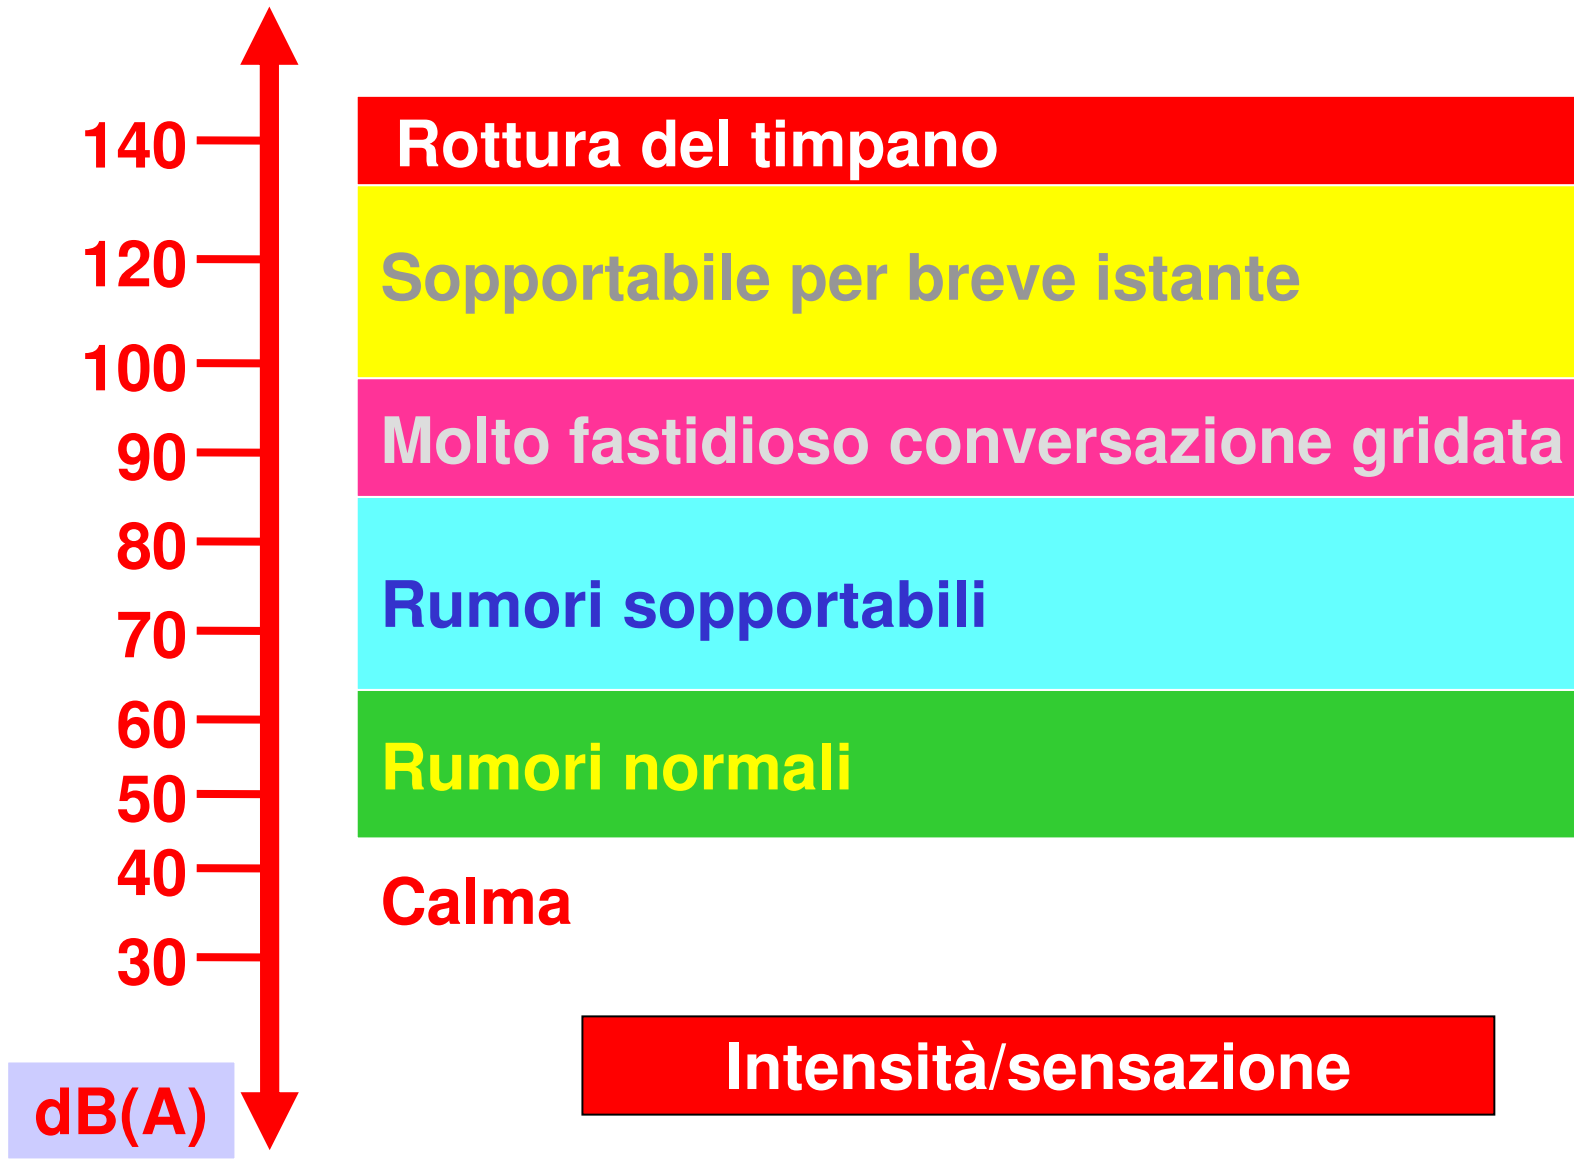 140
Rottura del timpano
120
Sopportabile per breve istante
100
90
Molto fastidioso conversazione gridata
80
70
Rumori sopportabili
60
50
Rumori normali
40
Calma
30
Intensità/sensazione
dB(A)